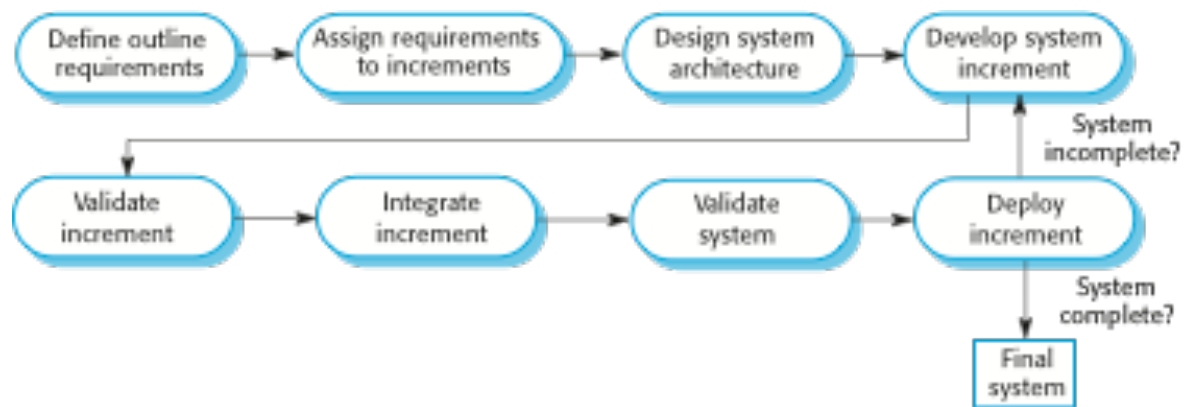 Define outline
requirements
Assign requirements
to increments
Design system
architecture
Develop system
increment
System
incomplete?
Validate
increment
Integrate
increment
Validate
system
Deploy
increment
System
complete?
Final
system